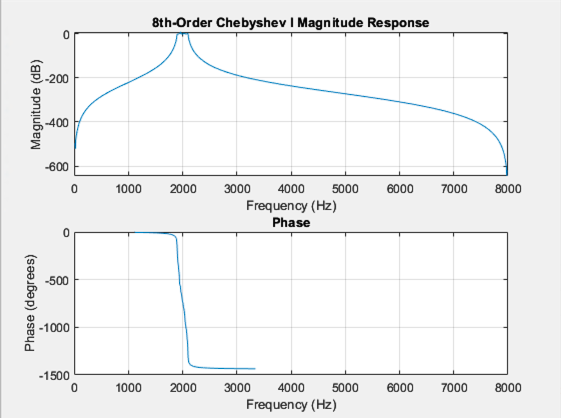 8th-Order Chebyshev I Magnitude Response
Magnitude (dB)
0
-200
-400
-600
0 1000 2000 3000 4000 5000 6000 7000 8000
Frequency (Hz)
Phase
Phase (degrees)
0
-500
-1000
-1500
0 1000 2000 3000 4000 5000 6000 7000 8000
Frequency (Hz)